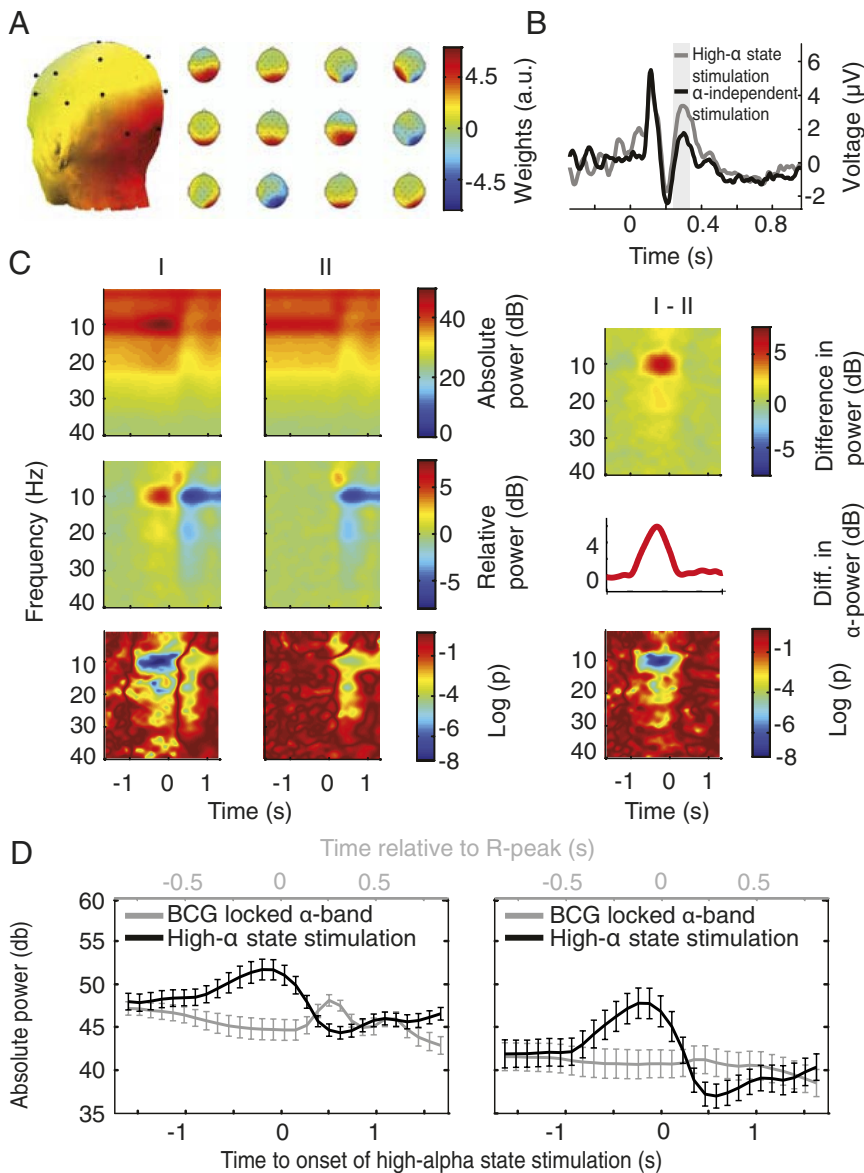 A
4.5
0
-4.5
Weights (a.u.)
B
High-α state
stimulation
α-independent
stimulation
6
4
2
0
-2
Voltage (µV)
0
0.4
0.8
Time (s)
C
I
II
I - II
10
20
30
40
40
20
0
Absolute
power (dB)
10
20
30
40
5
0
-5
Difference in
power (dB)
Frequency (Hz)
10
20
30
40
5
0
-5
Relative
power (dB)
4
0
Diff. in
α-power (dB)
10
20
30
40
-1
-4
-6
-8
Log (p)
10
20
30
40
-1
-4
-6
-8
Log (p)
-1
0
1
-1
0
1
Time (s)
-1
0
1
Time (s)
D
Time relative to R-peak (s)
-0.5
0
0.5
-0.5
0
0.5
60
55
50
45
40
35
Absolute power (db)
BCG locked α-band
High-α state stimulation
BCG locked α-band
High-α state stimulation
-1
0
1
-1
0
1
Time to onset of high-alpha state stimulation (s)